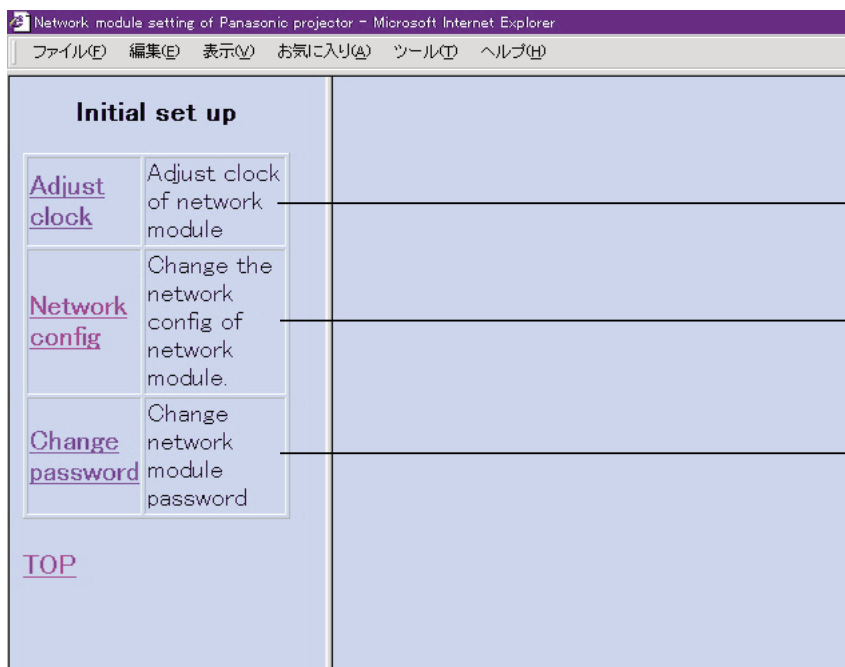 Network module setting of Panasonic projector - Microsoft Internet Explorer
ファイル(F) 編集(E) 表示(V) お気に入り(A) ツール(T) ヘルプ(H)
Initial set up
Adjust
clock
Adjust clock
of network
module
Network
config
Change the
network
config of
network
module.
Change
password
Change
network
module
password
TOP